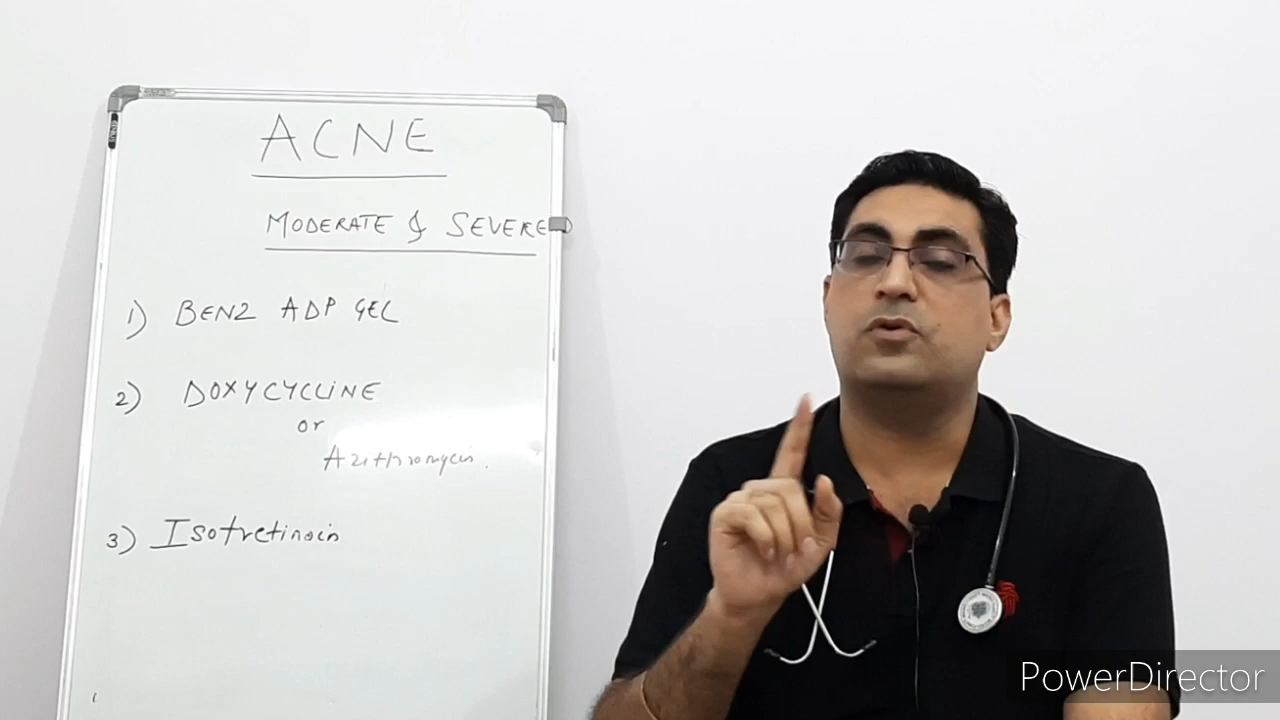 ACNE
MODERATE & SEVERE
1) BENZ ADP GEL
2) DOXYCYCLINE
or
Azithromycin.
3) Isotretinoin
PowerDirector